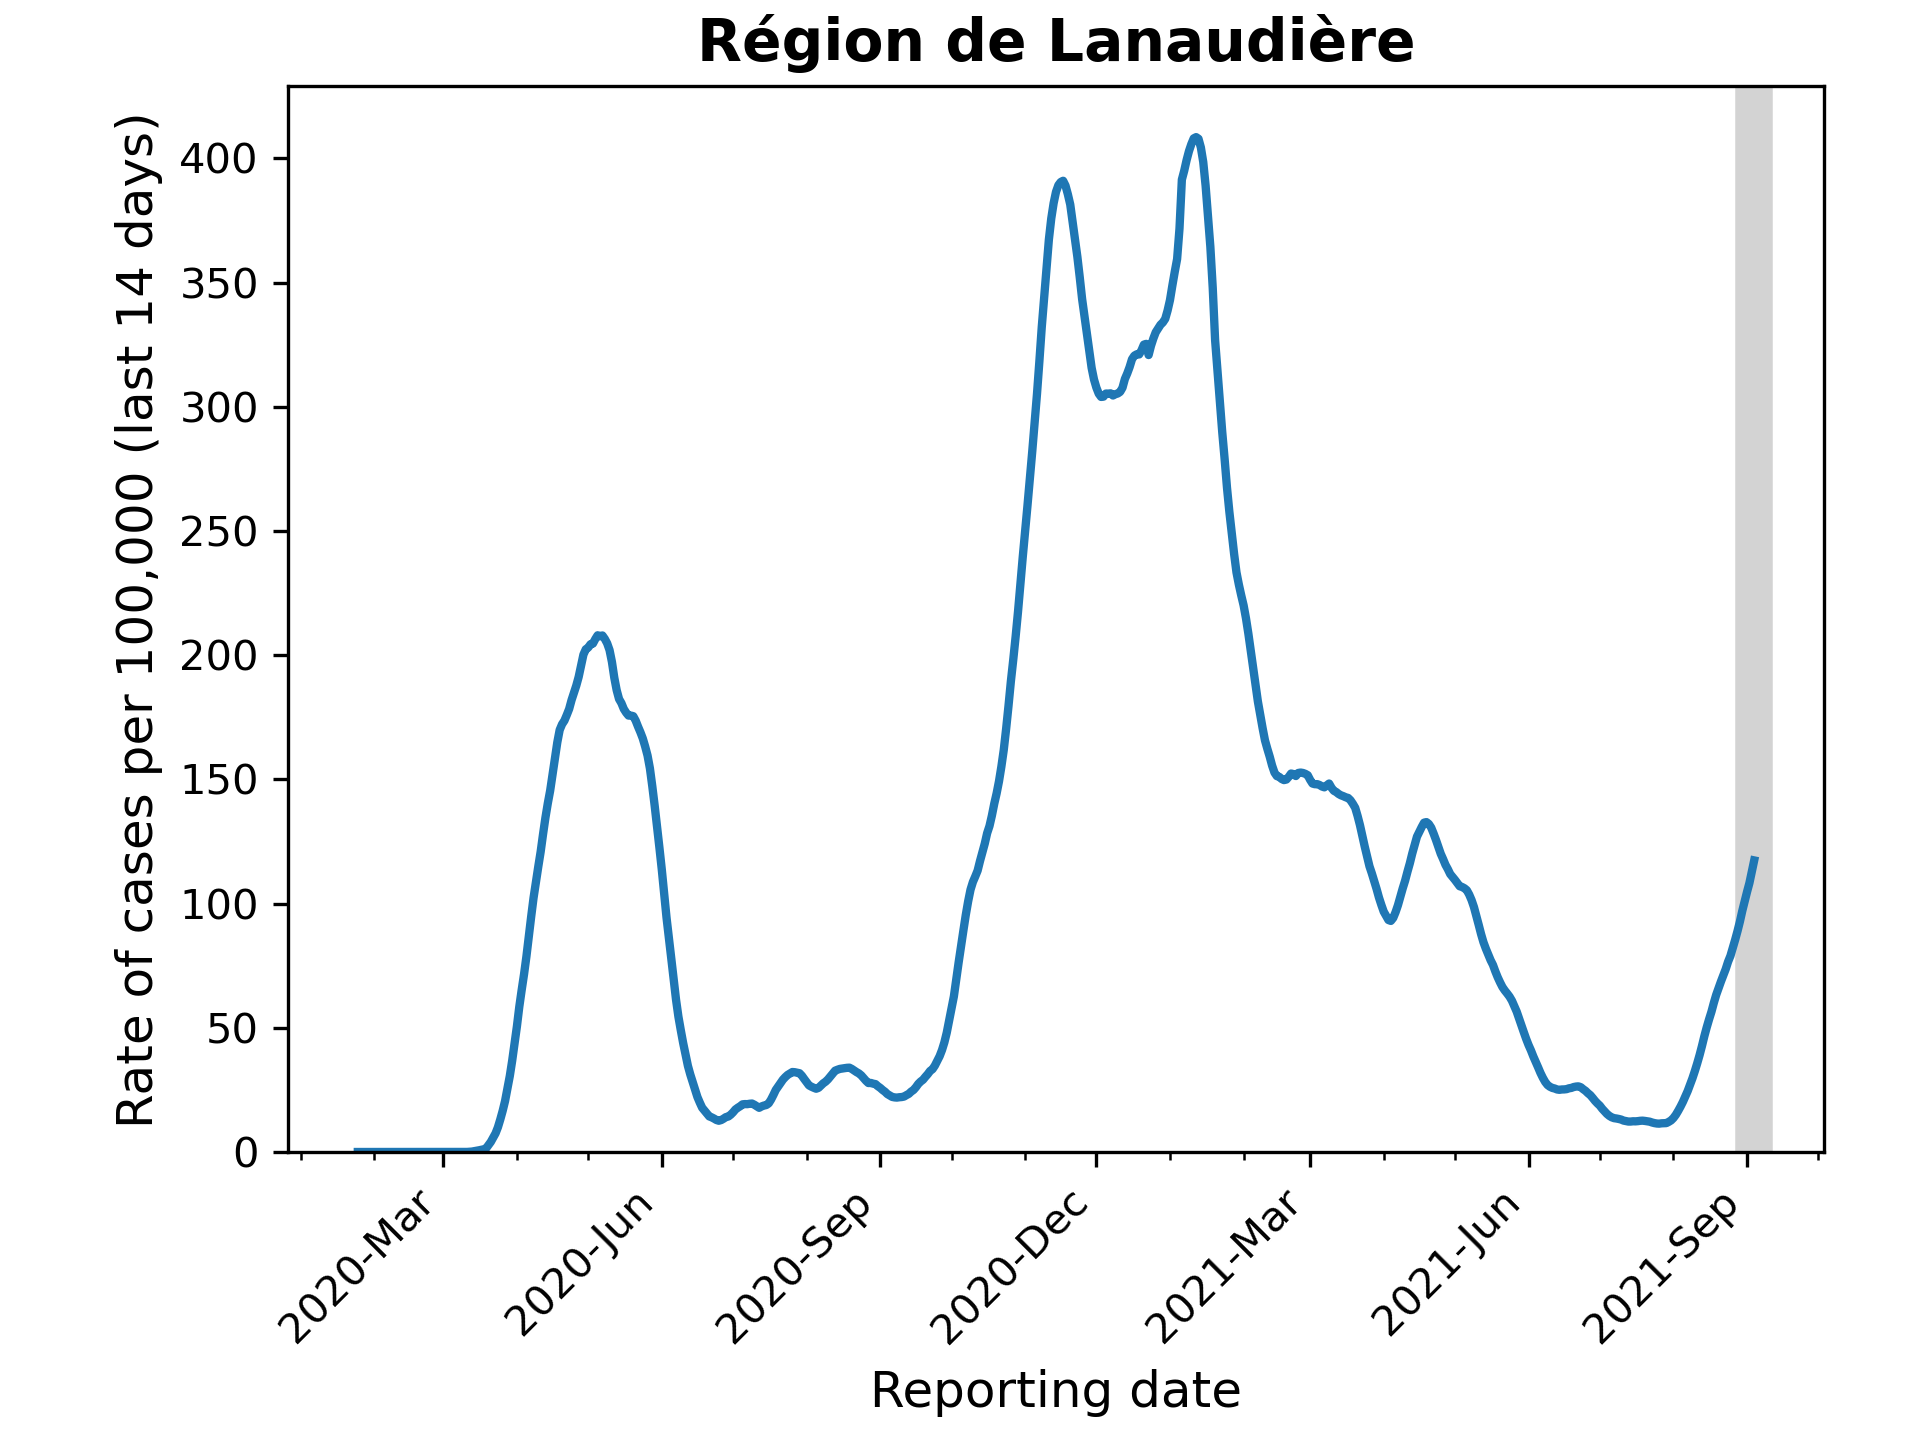 Région de Lanaudière
Rate of cases per 100,000 (last 14 days)
400
350
300
250
200
150
100
50
0
2020-Mar
2020-Jun
2020-Sep
2020-Dec
2021-Mar
2021-Jun
2021-Sep
Reporting date